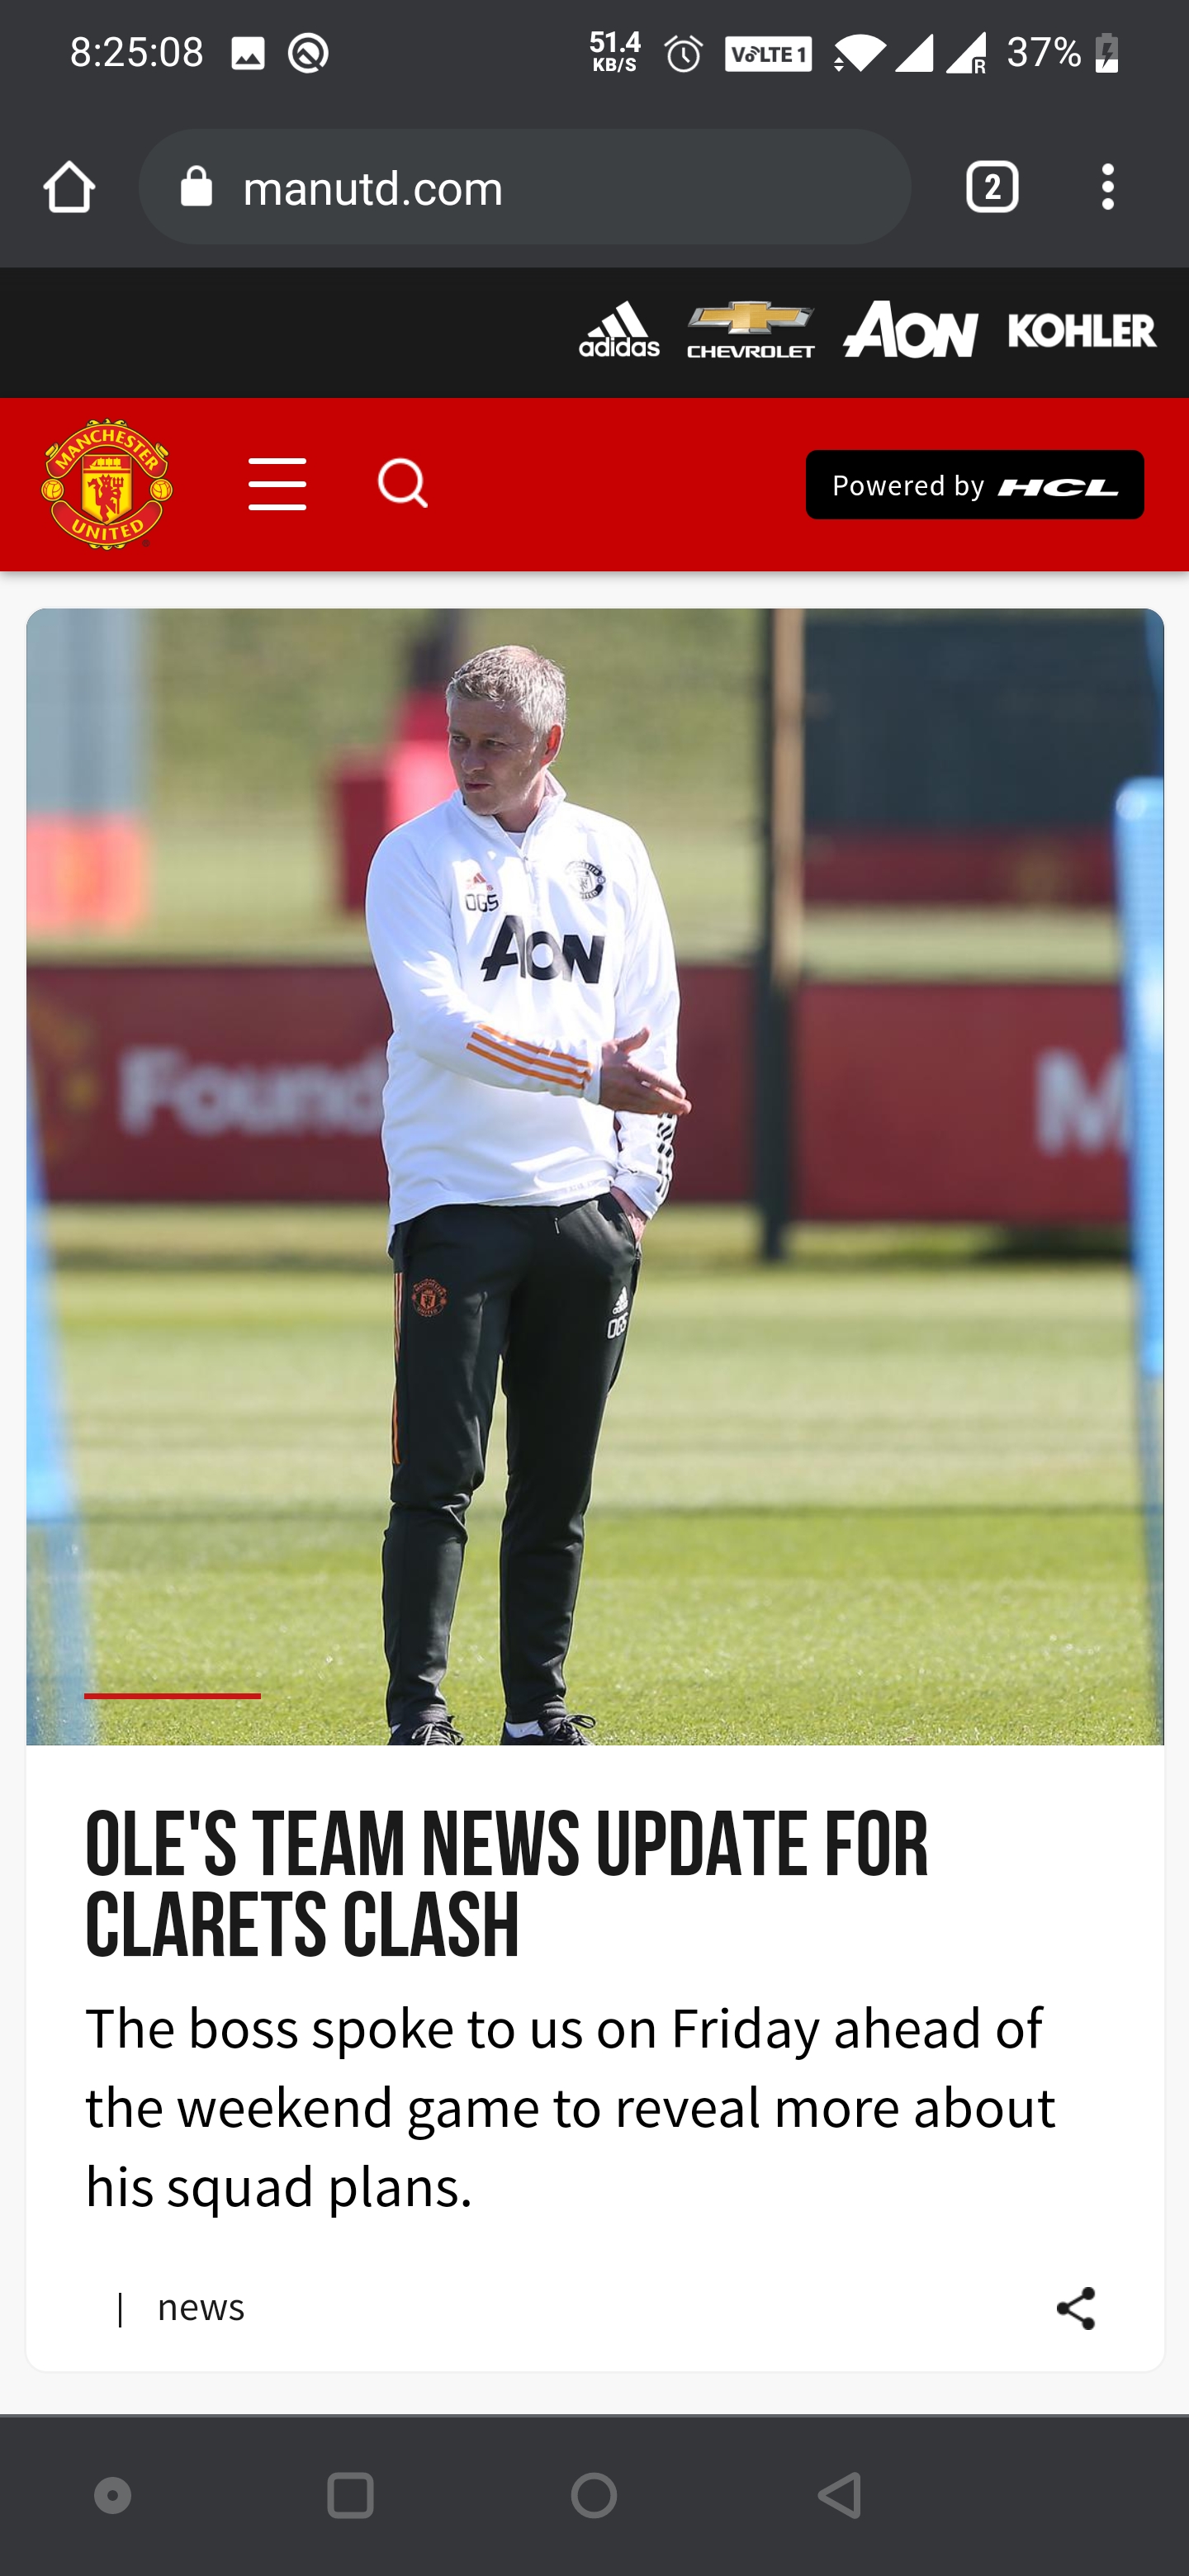 8:25:08 51.4 KB/S VoLTE 1 R 37%
manutd.com 2
adidas CHEVROLET AON KOHLER
MANCHESTER UNITED Powered by HCL
OGS
AON
Found M
OGS
OLE'S TEAM NEWS UPDATE FOR
CLARETS CLASH
The boss spoke to us on Friday ahead of
the weekend game to reveal more about
his squad plans.
| news